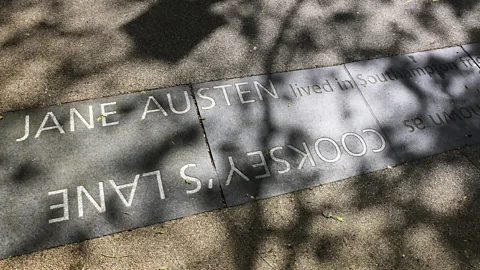 JANE AUSTEN lived in Southampton
COOKSEY'S LANE
known as